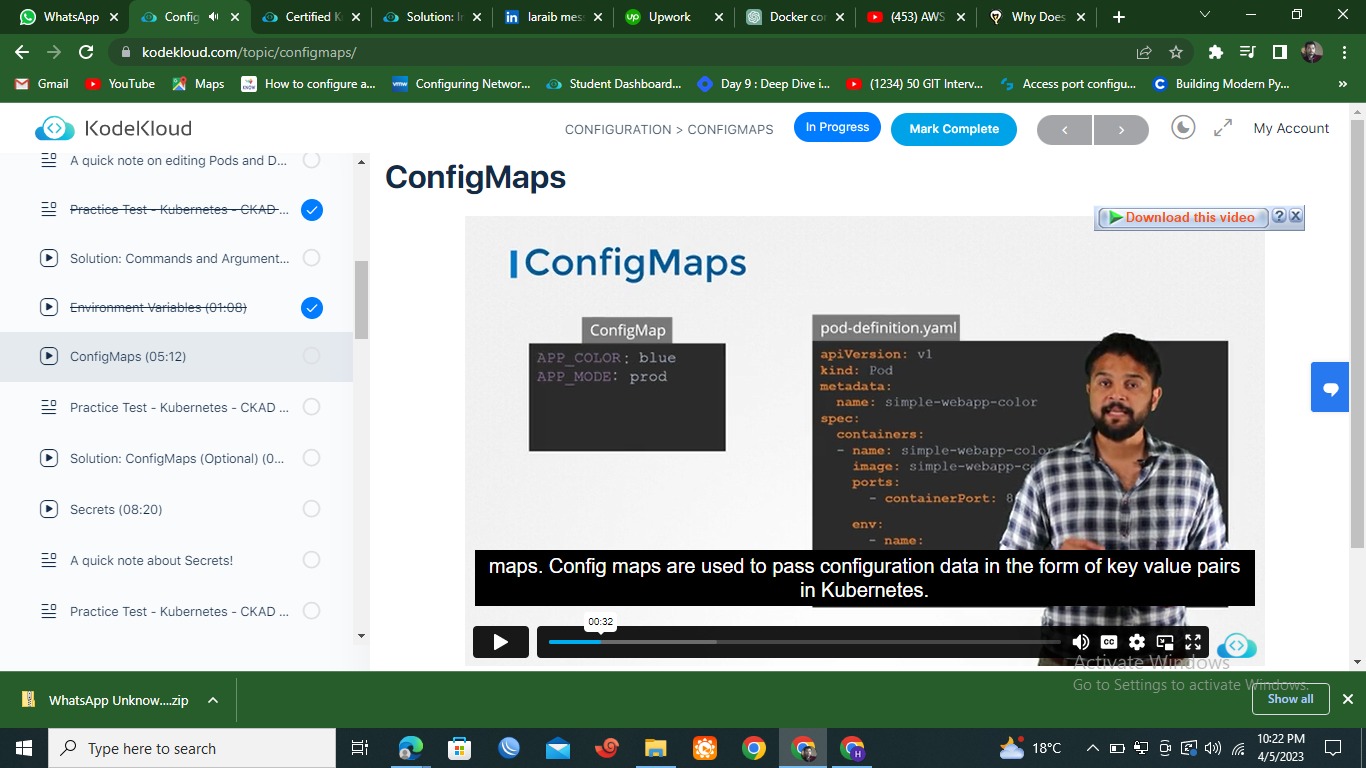 WhatsApp
Config
Certified K
Solution: I
laraib mes
Upwork
Docker co
(453) AWS
Why Does
kodekloud.com/topic/configmaps/
Gmail
YouTube
Maps
How to configure a...
Configuring Networ...
Student Dashboard...
Day 9 : Deep Dive i...
(1234) 50 GIT Interv...
Access port configu...
Building Modern Py...
KodeKloud
CONFIGURATION > CONFIGMAPS
In Progress
Mark Complete
My Account
A quick note on editing Pods and D...
Practice Test - Kubernetes - CKAD ...
Solution: Commands and Argument...
Environment Variables (01:08)
ConfigMaps (05:12)
Practice Test - Kubernetes - CKAD ...
Solution: ConfigMaps (Optional) (0...
Secrets (08:20)
A quick note about Secrets!
Practice Test - Kubernetes - CKAD ...
ConfigMaps
Download this video
ConfigMaps
ConfigMap
APP_COLOR: blue
APP_MODE: prod
pod-definition.yaml
apiVersion: v1
kind: Pod
metadata:
name: simple-webapp-color
spec:
containers:
- name: simple-webapp-color
image: simple-webapp-c
ports:
- containerPort: 8
env:
- name:
maps. Config maps are used to pass configuration data in the form of key value pairs
in Kubernetes.
00:32
CC
Activate Windows
Go to Settings to activate Windows.
WhatsApp Unknow....zip
Show all
Type here to search
18°C
10:22 PM
4/5/2023